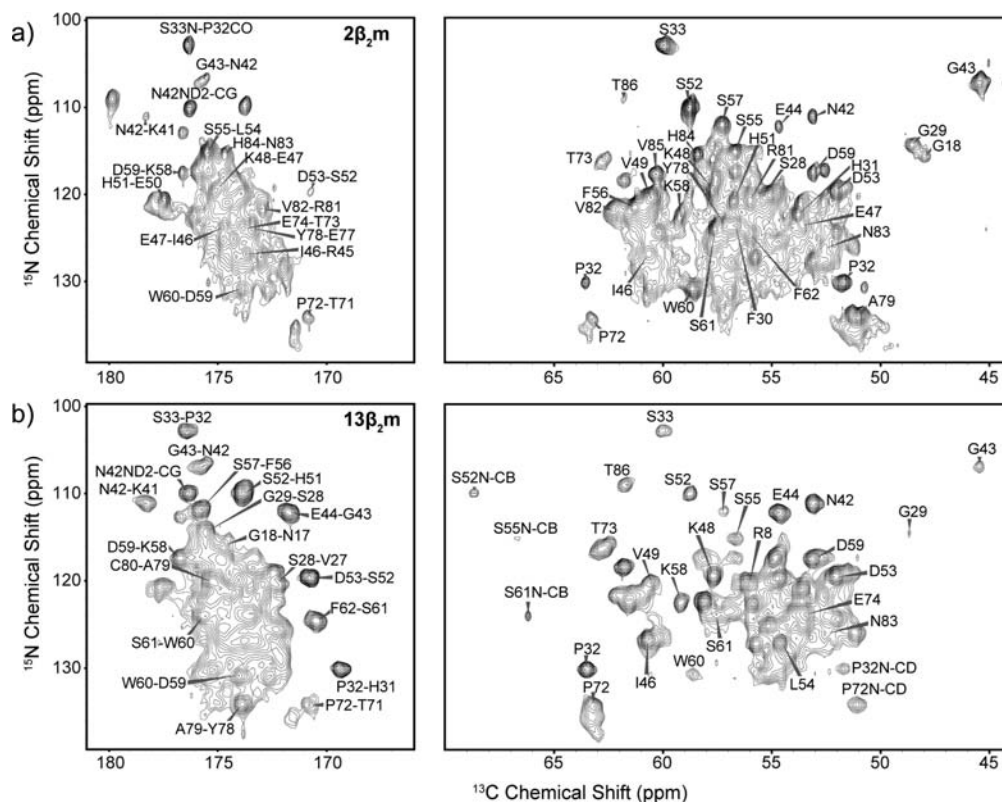 a)
2β₂m
100
110
120
130
¹⁵N Chemical Shift (ppm)
S33N-P32CO
G43-N42
N42ND2-CG
N42-K41
S55-L54
H84-N83
K48-E47
D59-K58
H51-E50
D53-S52
V82-R81
E74-T73
Y78-E77
E47-I46
I46-R45
W60-D59
P72-T71
180
170
S33
G43
T86
S52
S57
E44
N42
S55
H84
H51
G29
V85
K48
R81
G18
T73
Y78
S28
D59
H31
V49
D53
F56
K58
V82
E47
N83
P32
P32
I46
F62
W60
A79
S61
F30
P72
65
60
55
50
45
b)
13β₂m
100
110
120
130
¹⁵N Chemical Shift (ppm)
S33-P32
G43-N42
S57-F56
N42ND2-CG
S52-H51
N42-K41
G29-S28
E44-G43
G18-N17
D59-K58
S28-V27
C80-A79
D53-S52
F62-S61
S61-W60
W60-D59
P32-H31
P72-T71
A79-Y78
180
170
S33
G43
S52N-CB
T86
S52
S57
E44
N42
S55
S55N-CB
G29
T73
K48
R8
V49
D59
K58
D53
S61N-CB
E74
N83
S61
P32
W60
P32N-CD
I46
P72
L54
P72N-CD
65
60
55
50
45
¹³C Chemical Shift (ppm)